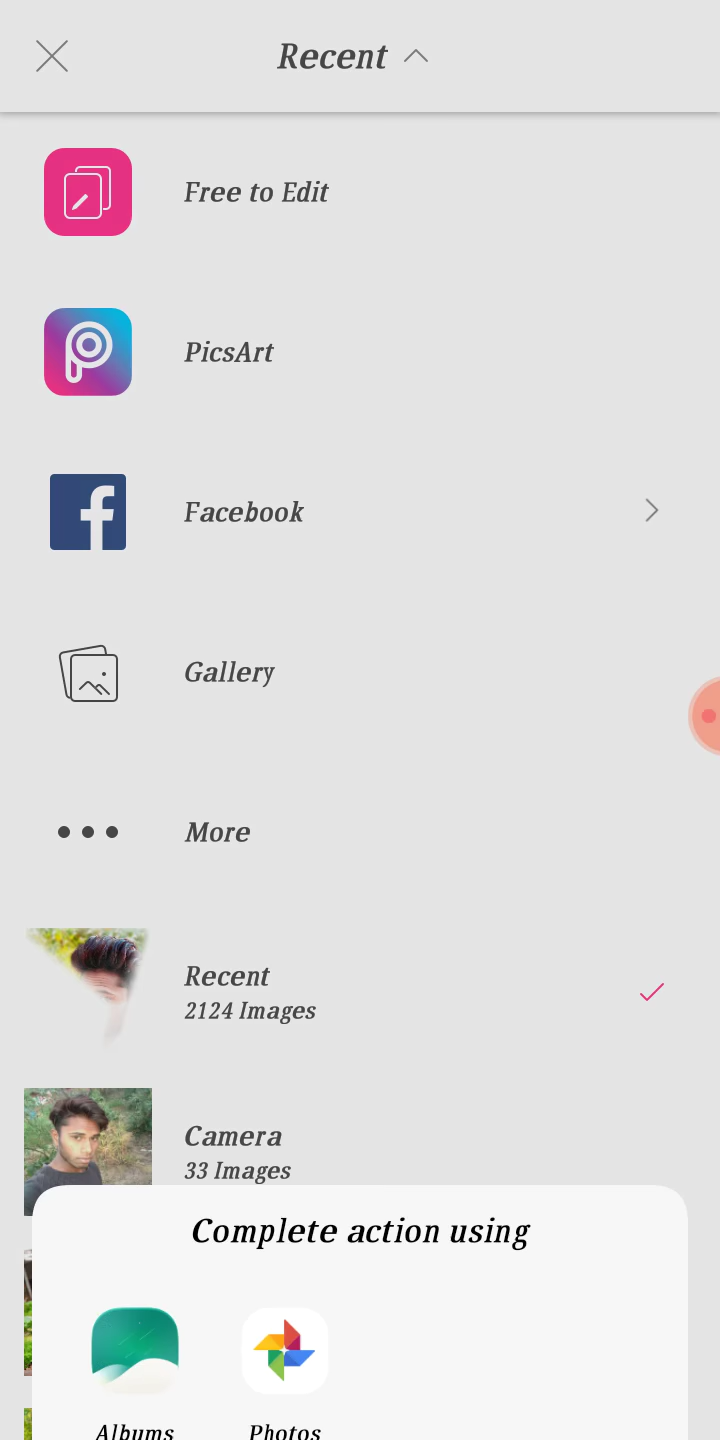 Recent
Free to Edit
PicsArt
Facebook
Gallery
More
Recent
2124 Images
Camera
33 Images
Complete action using
Albums
Photos